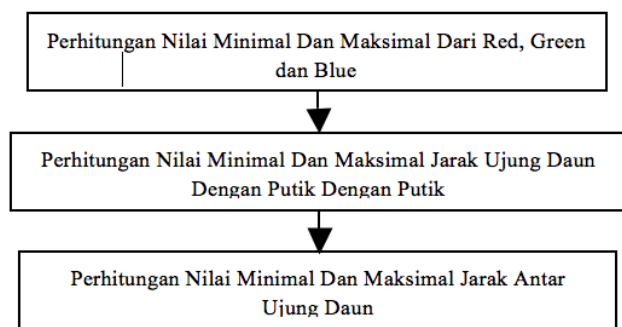 Perhitungan Nilai Minimal Dan Maksimal Dari Red, Green
dan Blue
Perhitungan Nilai Minimal Dan Maksimal Jarak Ujung Daun
Dengan Putik Dengan Putik
Perhitungan Nilai Minimal Dan Maksimal Jarak Antar
Ujung Daun